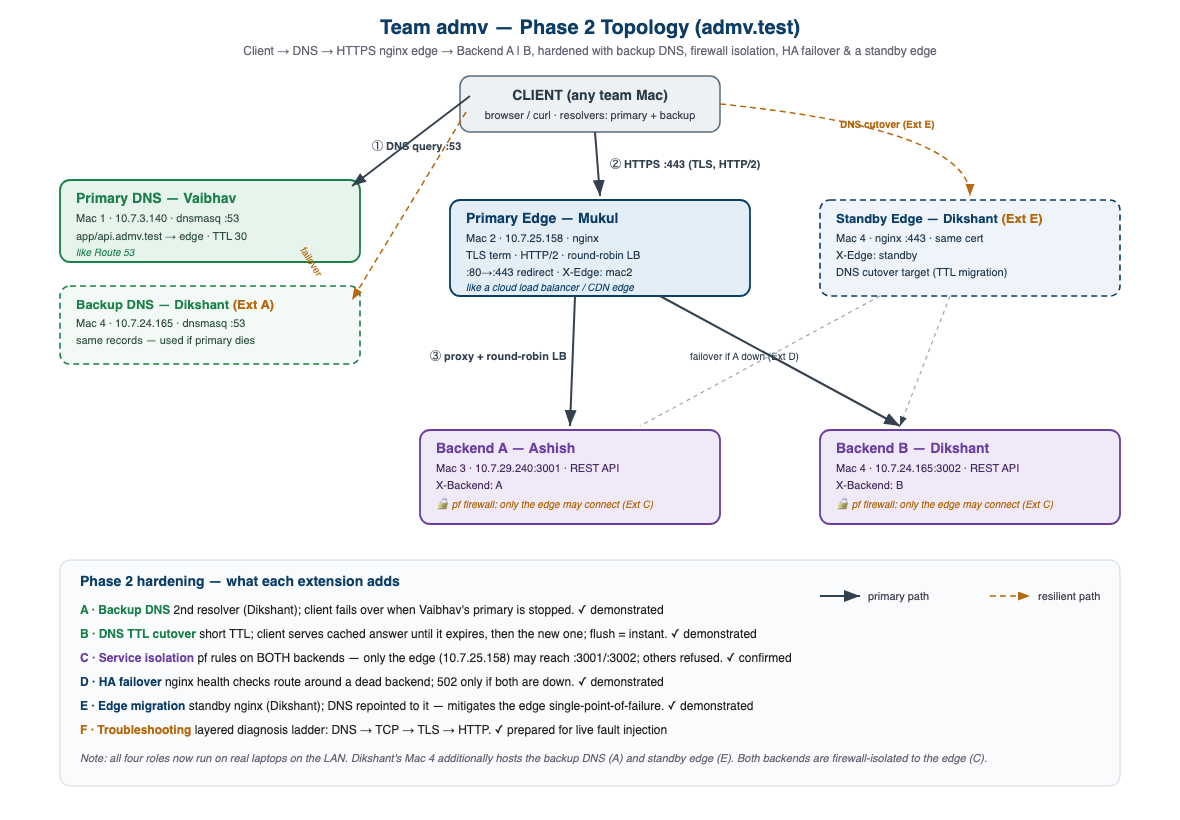 Team admv — Phase 2 Topology (admv.test)
Client → DNS → HTTPS nginx edge → Backend A | B, hardened with backup DNS, firewall isolation, HA failover & a standby edge
CLIENT (any team Mac)
browser / curl · resolvers: primary + backup
DNS cutover (Ext E)
① DNS query :53
② HTTPS :443 (TLS, HTTP/2)
Primary DNS — Vaibhav
Mac 1 · 10.7.3.140 · dnsmasq :53
app/api.admv.test → edge · TTL 30
like Route 53
failover
Backup DNS — Dikshant (Ext A)
Mac 4 · 10.7.24.165 · dnsmasq :53
same records — used if primary dies
Primary Edge — Mukul
Mac 2 · 10.7.25.158 · nginx
TLS term · HTTP/2 · round-robin LB
:80→:443 redirect · X-Edge: mac2
like a cloud load balancer / CDN edge
Standby Edge — Dikshant (Ext E)
Mac 4 · nginx :443 · same cert
X-Edge: standby
DNS cutover target (TTL migration)
③ proxy + round-robin LB
failover if A down (Ext D)
Backend A — Ashish
Mac 3 · 10.7.29.240:3001 · REST API
X-Backend: A
🔒 pf firewall: only the edge may connect (Ext C)
Backend B — Dikshant
Mac 4 · 10.7.24.165:3002 · REST API
X-Backend: B
🔒 pf firewall: only the edge may connect (Ext C)
Phase 2 hardening — what each extension adds
primary path
resilient path
A · Backup DNS 2nd resolver (Dikshant); client fails over when Vaibhav's primary is stopped. ✓ demonstrated
B · DNS TTL cutover short TTL; client serves cached answer until it expires, then the new one; flush = instant. ✓ demonstrated
C · Service isolation pf rules on BOTH backends — only the edge (10.7.25.158) may reach :3001/:3002; others refused. ✓ confirmed
D · HA failover nginx health checks route around a dead backend; 502 only if both are down. ✓ demonstrated
E · Edge migration standby nginx (Dikshant); DNS repointed to it — mitigates the edge single-point-of-failure. ✓ demonstrated
F · Troubleshooting layered diagnosis ladder: DNS → TCP → TLS → HTTP. ✓ prepared for live fault injection
Note: all four roles now run on real laptops on the LAN. Dikshant's Mac 4 additionally hosts the backup DNS (A) and standby edge (E). Both backends are firewall-isolated to the edge (C).